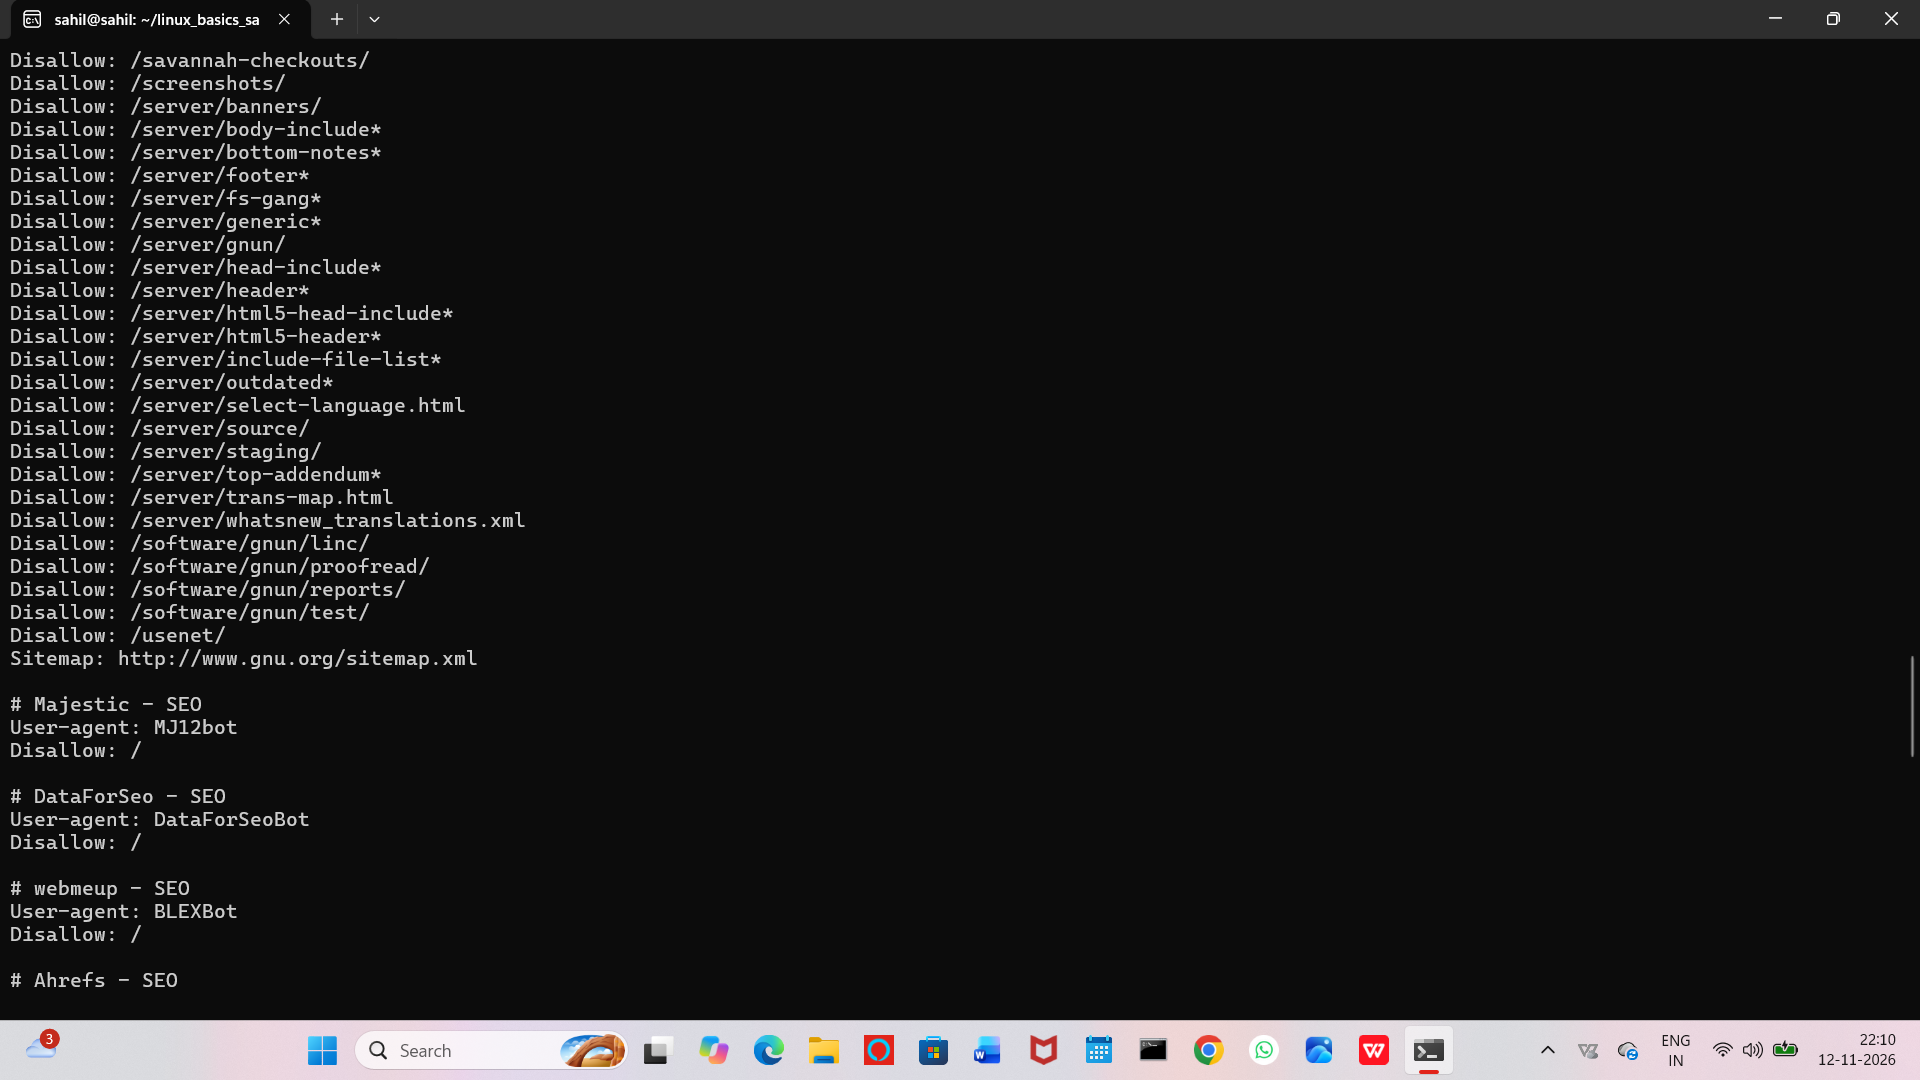 sahil@sahil: ~/linux_basics_sa
Disallow: /savannah-checkouts/
Disallow: /screenshots/
Disallow: /server/banners/
Disallow: /server/body-include*
Disallow: /server/bottom-notes*
Disallow: /server/footer*
Disallow: /server/fs-gang*
Disallow: /server/generic*
Disallow: /server/gnun/
Disallow: /server/head-include*
Disallow: /server/header*
Disallow: /server/html5-head-include*
Disallow: /server/html5-header*
Disallow: /server/include-file-list*
Disallow: /server/outdated*
Disallow: /server/select-language.html
Disallow: /server/source/
Disallow: /server/staging/
Disallow: /server/top-addendum*
Disallow: /server/trans-map.html
Disallow: /server/whatsnew_translations.xml
Disallow: /software/gnun/linc/
Disallow: /software/gnun/proofread/
Disallow: /software/gnun/reports/
Disallow: /software/gnun/test/
Disallow: /usenet/
Sitemap: http://www.gnu.org/sitemap.xml

# Majestic - SEO
User-agent: MJ12bot
Disallow: /

# DataForSeo - SEO
User-agent: DataForSeoBot
Disallow: /

# webmeup - SEO
User-agent: BLEXBot
Disallow: /

# Ahrefs - SEO
3
Search
ENG
IN
22:10
12-11-2026